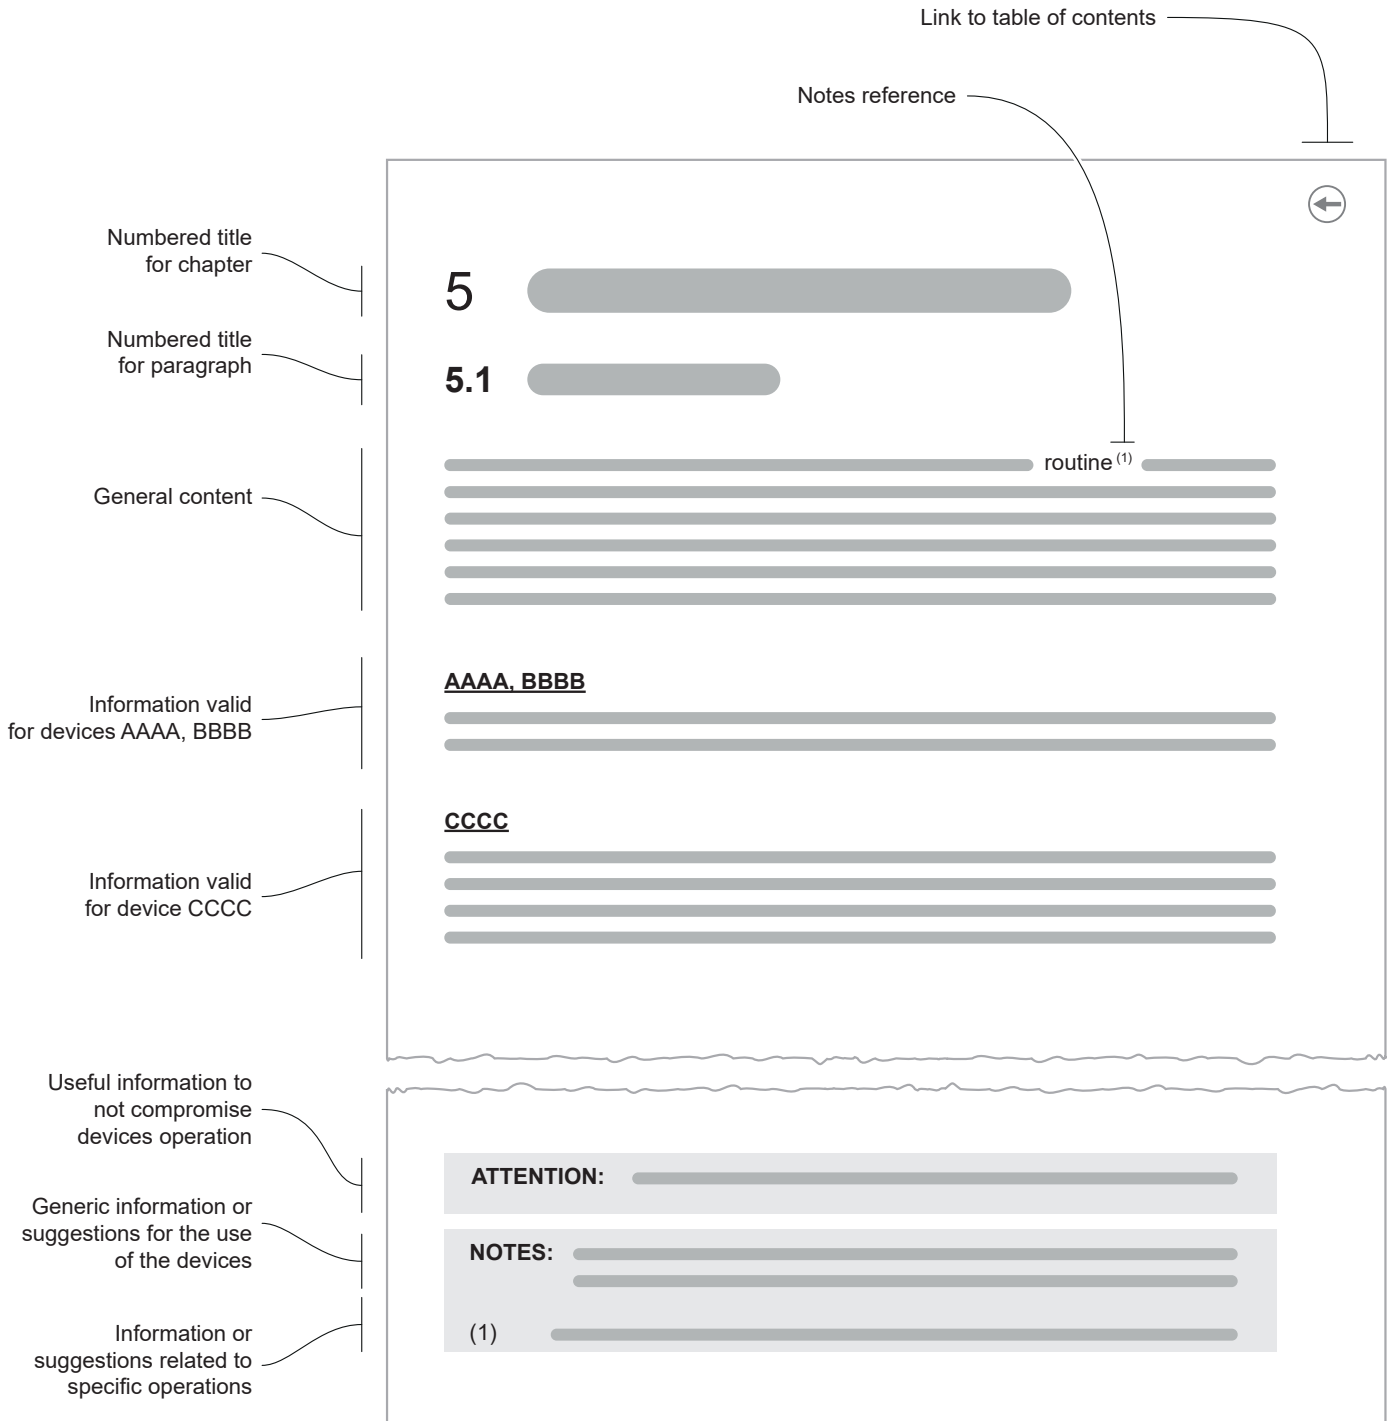 Link to table of contents
Notes reference
Numbered title
for chapter
5
Numbered title
for paragraph
5.1
routine (1)
General content
AAAA, BBBB
Information valid
for devices AAAA, BBBB
CCCC
Information valid
for device CCCC
Useful information to
not compromise
devices operation
ATTENTION:
Generic information or
suggestions for the use
of the devices
NOTES:
(1)
Information or
suggestions related to
specific operations